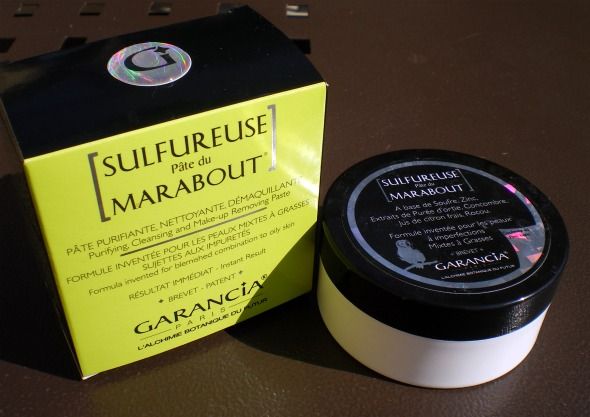 G
[SULFUREUSE
Pâte du
MARABOUT®]
PÂTE PURIFIANTE, NETTOYANTE, DÉMAQUILLANTE
Purifying, Cleansing and Make-up Removing Paste
FORMULE INVENTÉE POUR LES PEAUX MIXTES À GRASSES
SUJETTES AUX IMPURETÉS
Formula invented for blemished combination to oily skin
RÉSULTAT IMMÉDIAT - Instant Result
+ BREVET - PATENT +
GARANCiA®
PARIS
L'ALCHIMIE BOTANIQUE DU FUTUR
[SULFUREUSE
Pâte du
MARABOUT]
A base de Soufre, Zinc,
Extraits de Purée d'ortie, Concombre,
jus de citron frais, Rocou.
Formule inventée pour les peaux
à imperfections
Mixtes à Grasses
+ BREVET +
GARANCiA
L'ALCHIMIE BOTANIQUE DU FUTUR